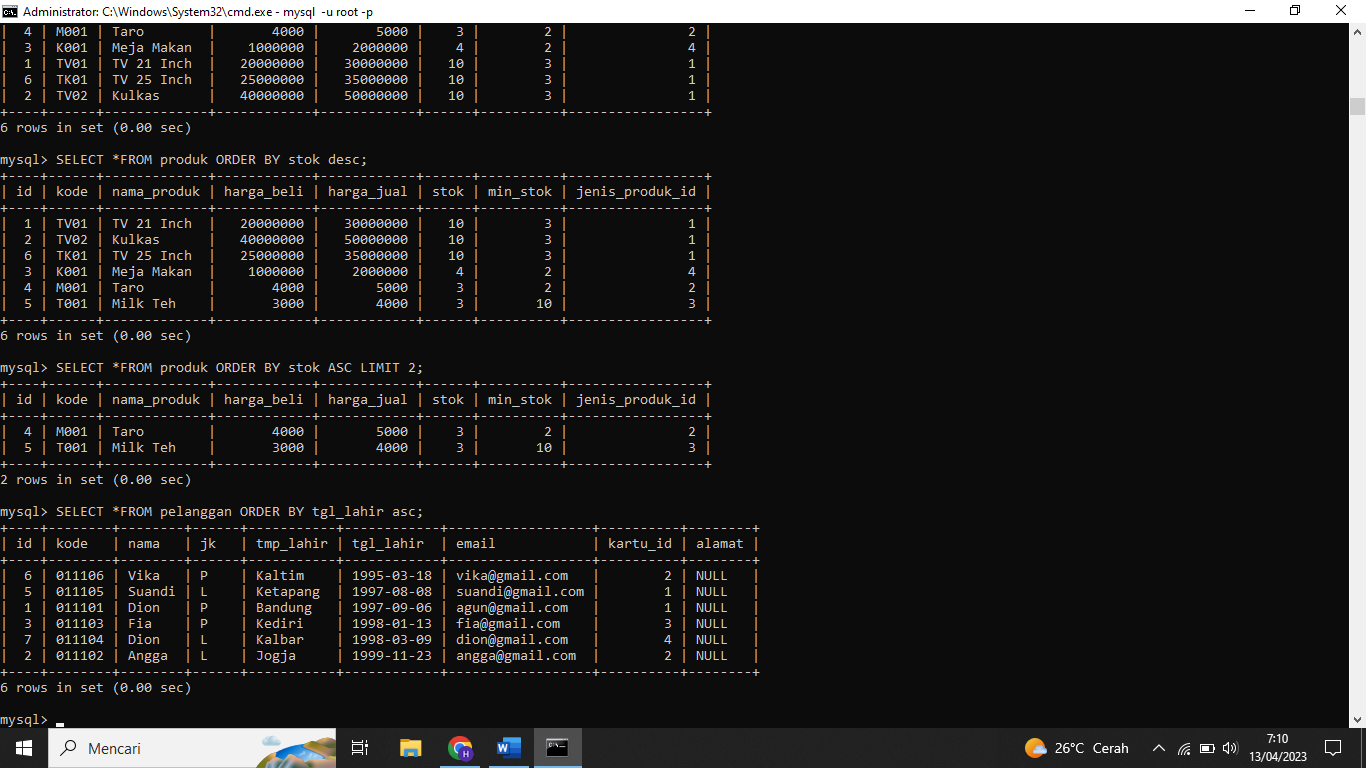 Administrator: C:\Windows\System32\cmd.exe - mysql -u root -p
|  4 | M001 | Taro        |       4000 |       5000 |    3 |        2 |               2 |
|  3 | K001 | Meja Makan  |    1000000 |    2000000 |    4 |        2 |               4 |
|  1 | TV01 | TV 21 Inch  |   20000000 |   30000000 |   10 |        3 |               1 |
|  6 | TK01 | TV 25 Inch  |   25000000 |   35000000 |   10 |        3 |               1 |
|  2 | TV02 | Kulkas      |   40000000 |   50000000 |   10 |        3 |               1 |
+----+------+-------------+------------+------------+------+----------+-----------------+
6 rows in set (0.00 sec)
mysql> SELECT *FROM produk ORDER BY stok desc;
+----+------+-------------+------------+------------+------+----------+-----------------+
| id | kode | nama_produk | harga_beli | harga_jual | stok | min_stok | jenis_produk_id |
+----+------+-------------+------------+------------+------+----------+-----------------+
|  1 | TV01 | TV 21 Inch  |   20000000 |   30000000 |   10 |        3 |               1 |
|  2 | TV02 | Kulkas      |   40000000 |   50000000 |   10 |        3 |               1 |
|  6 | TK01 | TV 25 Inch  |   25000000 |   35000000 |   10 |        3 |               1 |
|  3 | K001 | Meja Makan  |    1000000 |    2000000 |    4 |        2 |               4 |
|  4 | M001 | Taro        |       4000 |       5000 |    3 |        2 |               2 |
|  5 | T001 | Milk Teh    |       3000 |       4000 |    3 |       10 |               3 |
+----+------+-------------+------------+------------+------+----------+-----------------+
6 rows in set (0.00 sec)
mysql> SELECT *FROM produk ORDER BY stok ASC LIMIT 2;
+----+------+-------------+------------+------------+------+----------+-----------------+
| id | kode | nama_produk | harga_beli | harga_jual | stok | min_stok | jenis_produk_id |
+----+------+-------------+------------+------------+------+----------+-----------------+
|  4 | M001 | Taro        |       4000 |       5000 |    3 |        2 |               2 |
|  5 | T001 | Milk Teh    |       3000 |       4000 |    3 |       10 |               3 |
+----+------+-------------+------------+------------+------+----------+-----------------+
2 rows in set (0.00 sec)
mysql> SELECT *FROM pelanggan ORDER BY tgl_lahir asc;
+----+--------+--------+------+-----------+------------+------------------+----------+--------+
| id | kode   | nama   | jk   | tmp_lahir | tgl_lahir  | email            | kartu_id | alamat |
+----+--------+--------+------+-----------+------------+------------------+----------+--------+
|  6 | 011106 | Vika   | P    | Kaltim    | 1995-03-18 | vika@gmail.com   |        2 | NULL   |
|  5 | 011105 | Suandi | L    | Ketapang  | 1997-08-08 | suandi@gmail.com |        1 | NULL   |
|  1 | 011101 | Dion   | P    | Bandung   | 1997-09-06 | agun@gmail.com   |        1 | NULL   |
|  3 | 011103 | Fia    | P    | Kediri    | 1998-01-13 | fia@gmail.com    |        3 | NULL   |
|  7 | 011104 | Dion   | L    | Kalbar    | 1998-03-09 | dion@gmail.com   |        4 | NULL   |
|  2 | 011102 | Angga  | L    | Jogja     | 1999-11-23 | angga@gmail.com  |        2 | NULL   |
+----+--------+--------+------+-----------+------------+------------------+----------+--------+
6 rows in set (0.00 sec)
mysql>
Mencari
26°C Cerah
7:10
13/04/2023